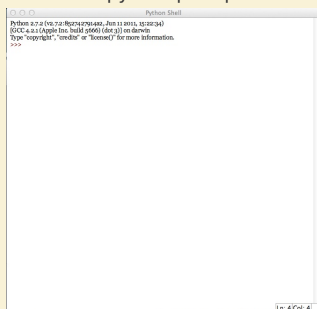 Python Shell
Python 2.7.2 (v2.7.2:8527427914a2, Jun 11 2011, 15:22:34)
[GCC 4.2.1 (Apple Inc. build 5666) (dot 3)] on darwin
Type "copyright", "credits" or "license()" for more information.
>>>
Ln: 4 Col: 4